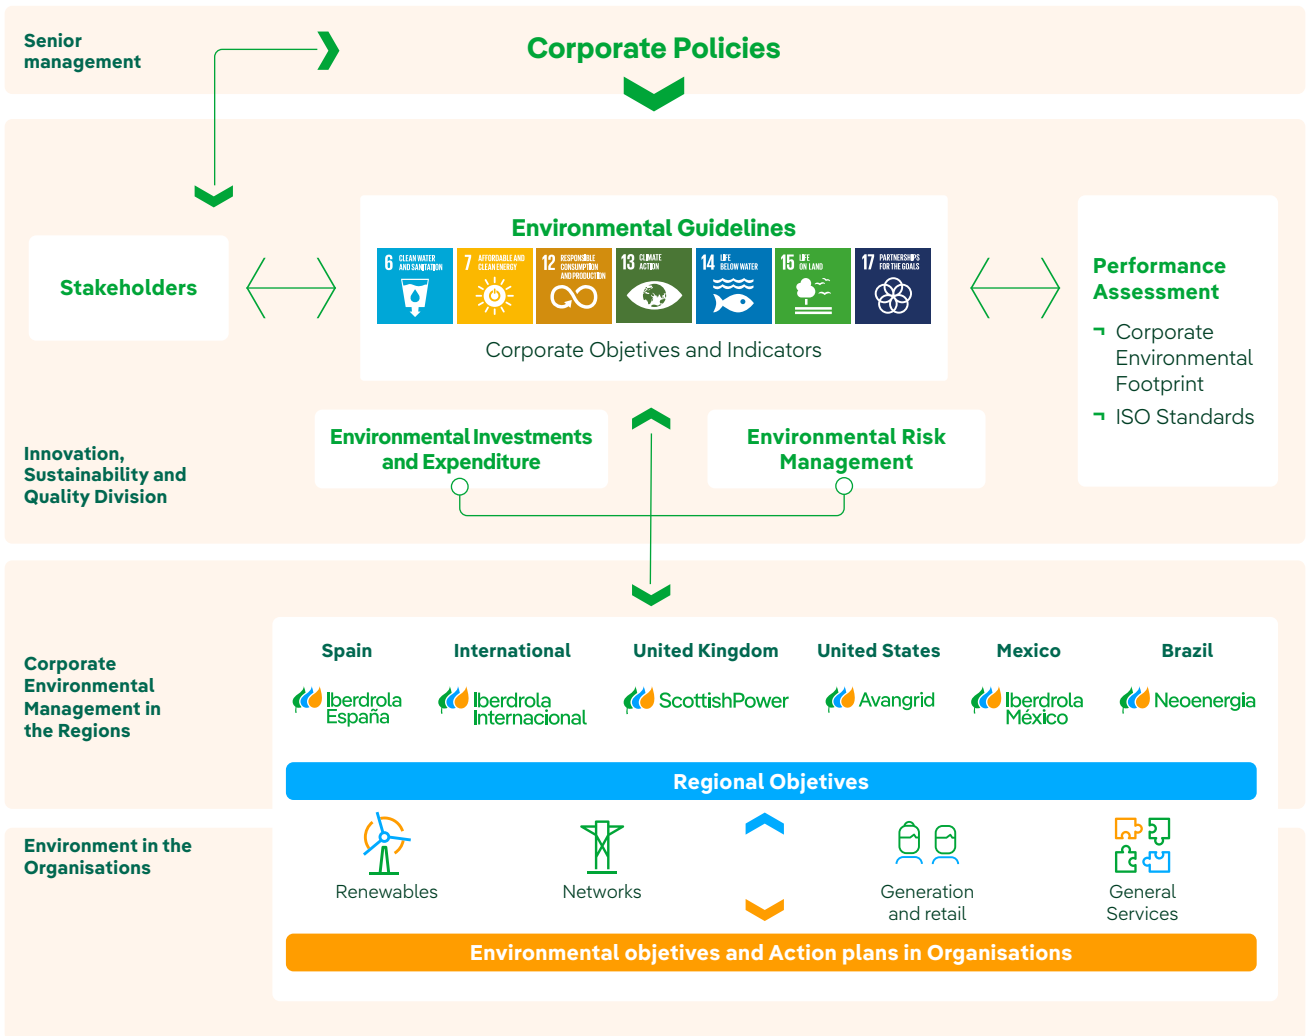 Senior
management
Corporate Policies
Environmental Guidelines
6 CLEAN WATER
AND SANITATION
7 AFFORDABLE AND
CLEAN ENERGY
12 RESPONSIBLE
CONSUMPTION
AND PRODUCTION
13 CLIMATE
ACTION
14 LIFE
BELOW WATER
15 LIFE
ON LAND
17 PARTNERSHIPS
FOR THE GOALS
Corporate Objetives and Indicators
Stakeholders
Performance
Assessment
¬ Corporate
Environmental
Footprint
¬ ISO Standards
Environmental Investments
and Expenditure
Environmental Risk
Management
Innovation,
Sustainability and
Quality Division
Corporate
Environmental
Management in
the Regions
Spain
Iberdrola
España
International
Iberdrola
Internacional
United Kingdom
ScottishPower
United States
Avangrid
Mexico
Iberdrola
México
Brazil
Neoenergia
Regional Objetives
Environment in the
Organisations
Renewables
Networks
Generation
and retail
General
Services
Environmental objetives and Action plans in Organisations